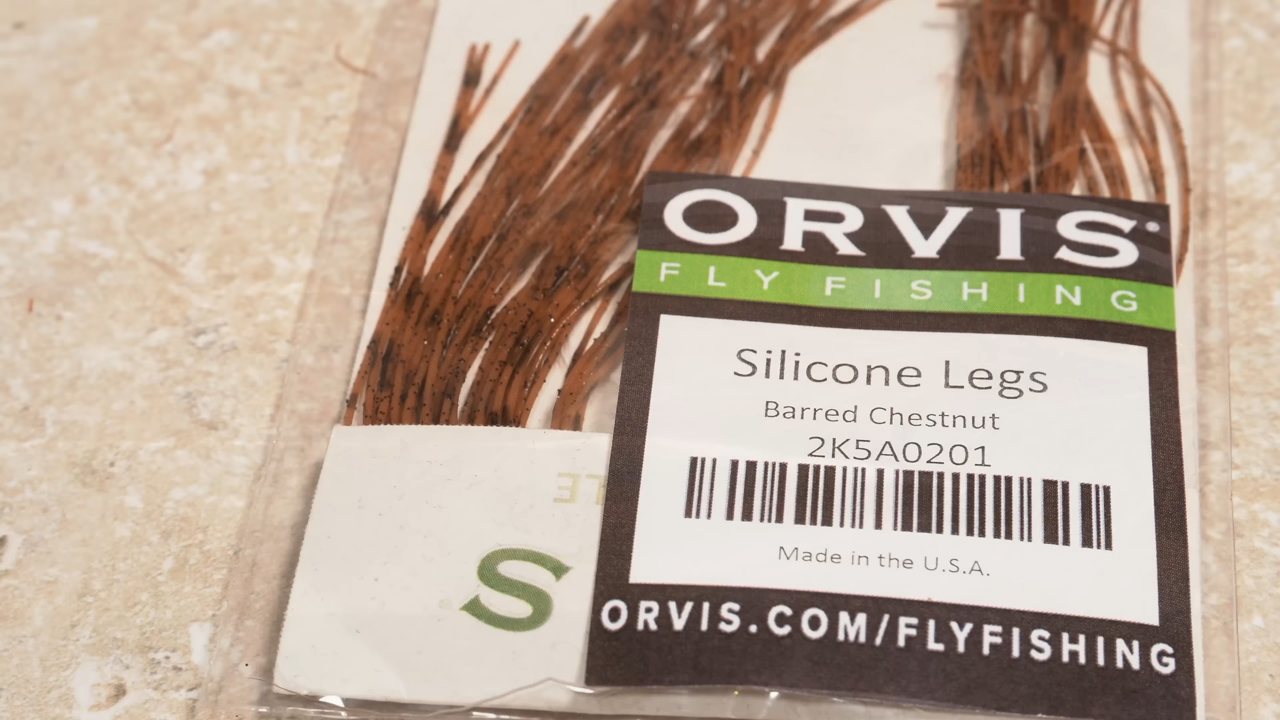 ORVIS
FLY FISHING
Silicone Legs
Barred Chestnut
2K5A0201
Made in the U.S.A.
ORVIS.COM/FLYFISHING
S